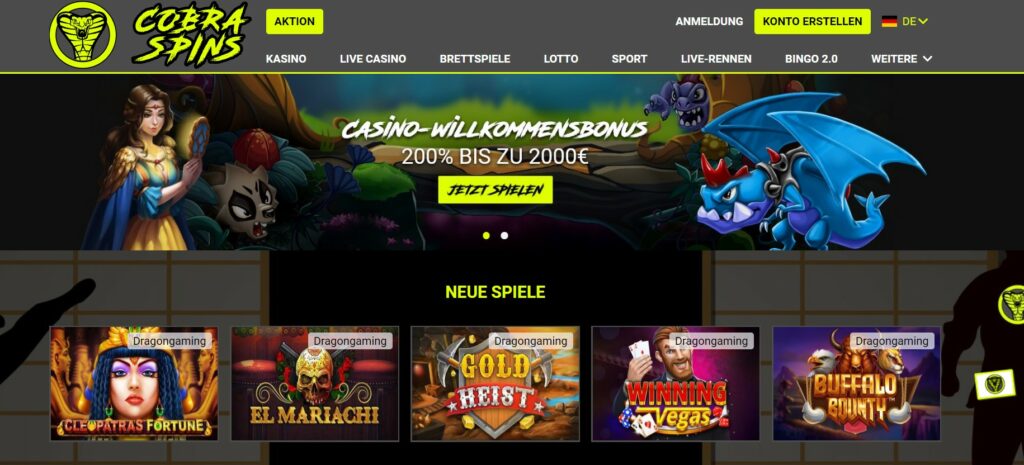 COBRA
SPINS
AKTION
ANMELDUNG
KONTO ERSTELLEN
DE
KASINO
LIVE CASINO
BRETTSPIELE
LOTTO
SPORT
LIVE-RENNEN
BINGO 2.0
WEITERE
CASINO-WILLKOMMENSBONUS
200% BIS ZU 2000€
JETZT SPIELEN
NEUE SPIELE
Dragongaming
CLEOPATRAS FORTUNE
Dragongaming
EL MARIACHI
Dragongaming
GOLD
HEIST
Dragongaming
WINNING
Vegas
Dragongaming
BUFFALO
BOUNTY™